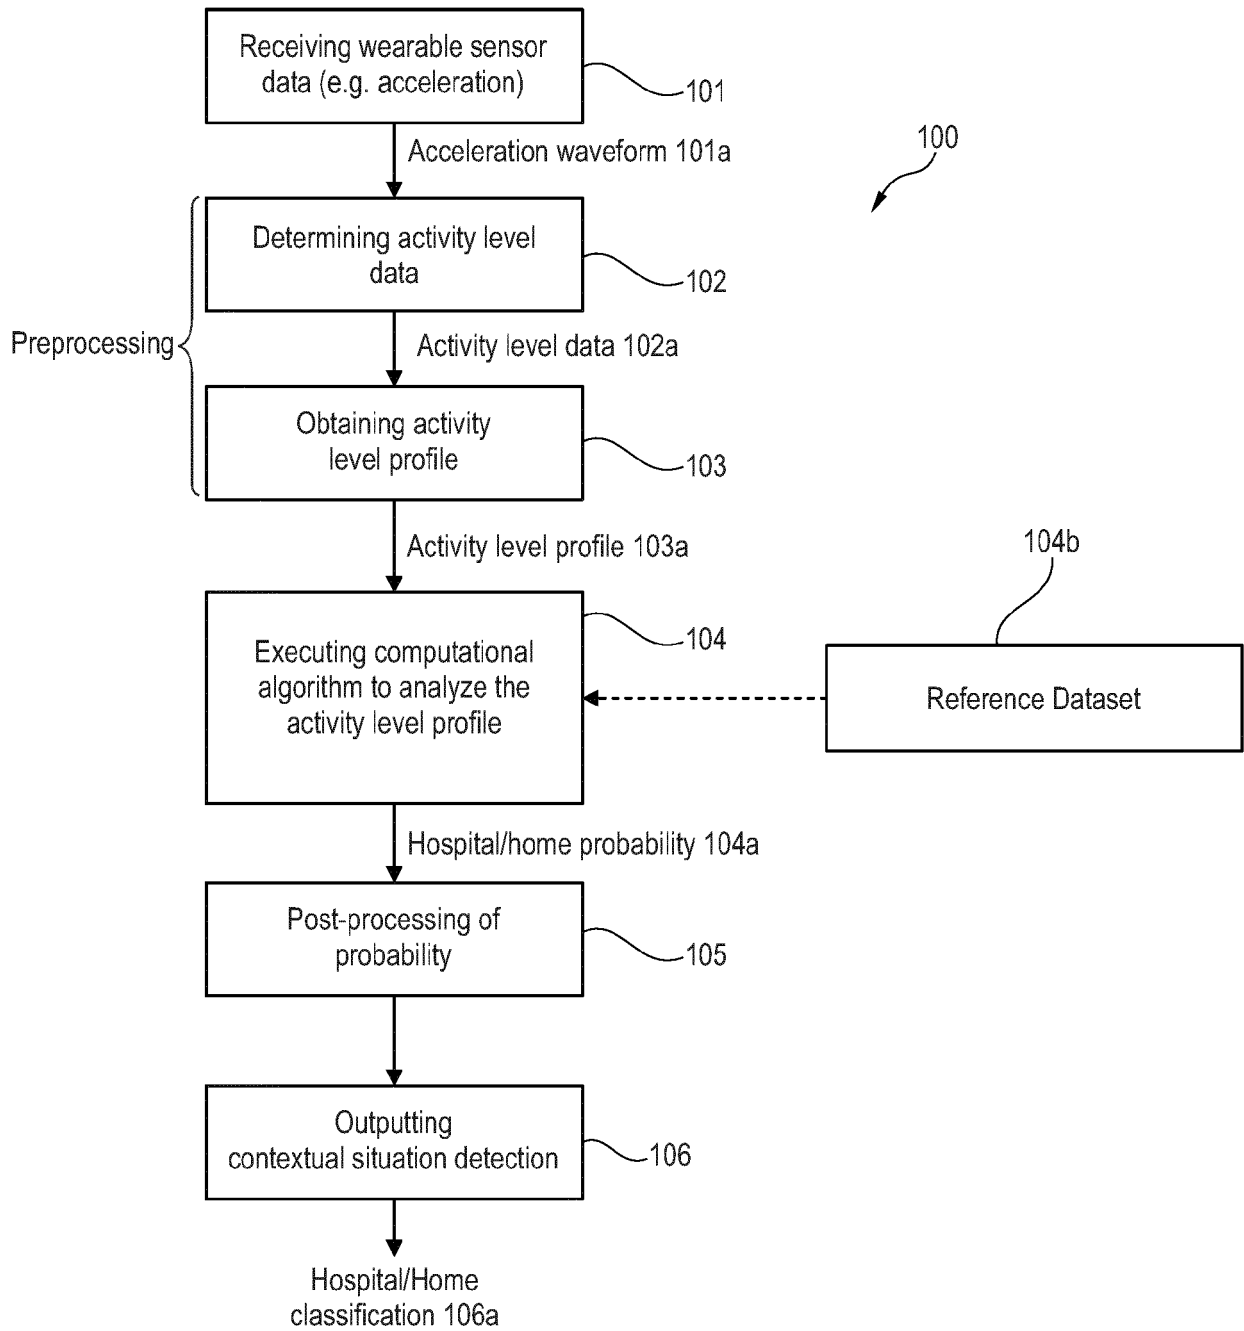 Receiving wearable sensor
data (e.g. acceleration)
101
Acceleration waveform 101a
100
Determining activity level
data
102
Preprocessing
Activity level data 102a
Obtaining activity
level profile
103
Activity level profile 103a
104b
Executing computational
algorithm to analyze the
activity level profile
104
Reference Dataset
Hospital/home probability 104a
Post-processing of
probability
105
Outputting
contextual situation detection
106
Hospital/Home
classification 106a